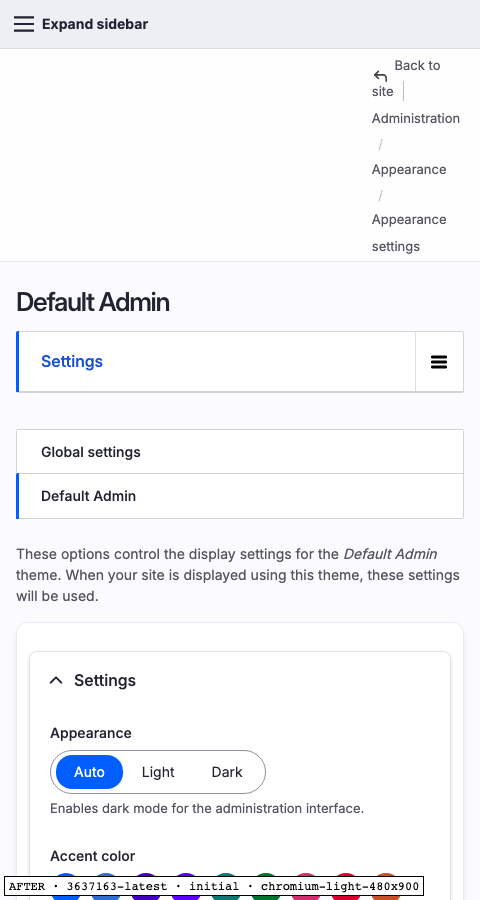 Expand sidebar
Back to
site
Administration
/
Appearance
/
Appearance
settings
Default Admin
Settings
Global settings
Default Admin
These options control the display settings for the Default Admin
theme. When your site is displayed using this theme, these settings
will be used.
Settings
Appearance
Auto Light Dark
Enables dark mode for the administration interface.
Accent color
AFTER · 3637163-latest · initial · chromium-light-480x900